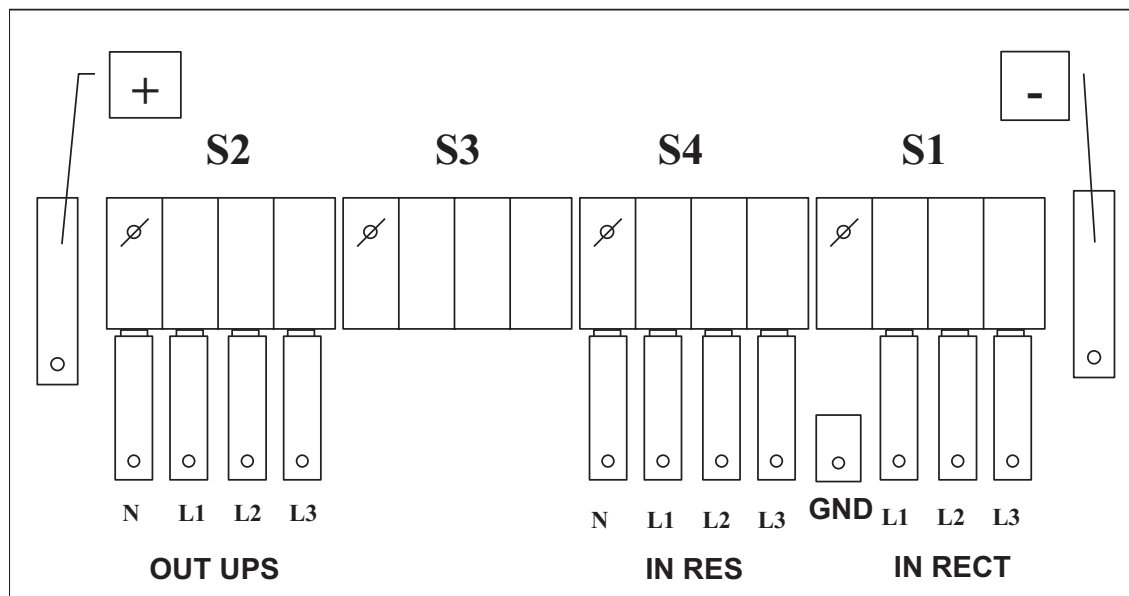 + -
S2 S3 S4 S1
N L1 L2 L3 N L1 L2 L3 GND L1 L2 L3
OUT UPS IN RES IN RECT